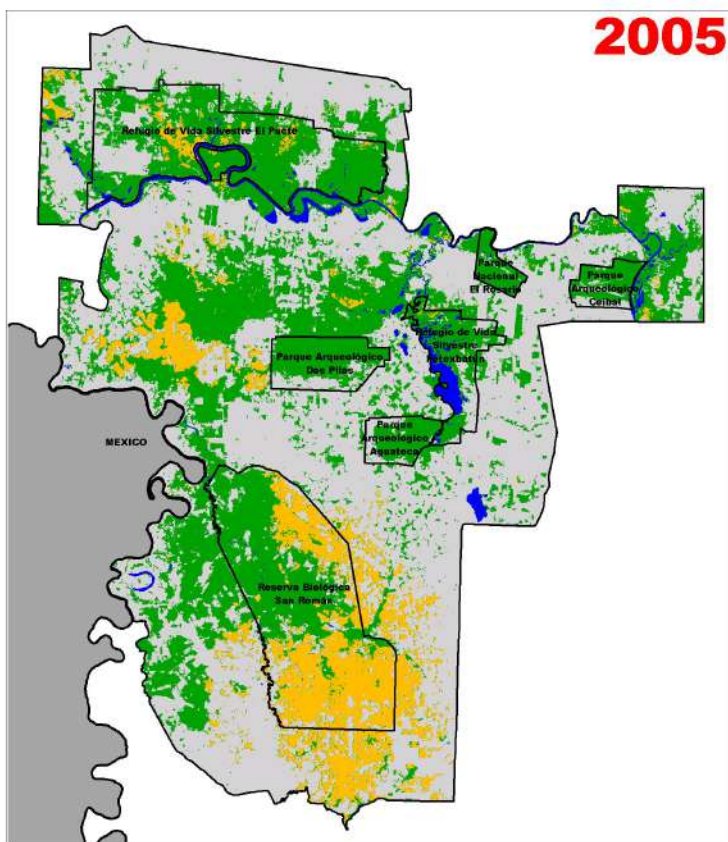 2005
Refugio de Vida Silvestre El Pucte
Parque
Nacional
El Rosario
Parque
Arqueológico
Ceibal
Refugio de Vida
Silvestre
Petexbatún
Parque Arqueológico
Dos Pilas
Parque
Arqueológico
Aguateca
MEXICO
Reserva Biológica
San Román